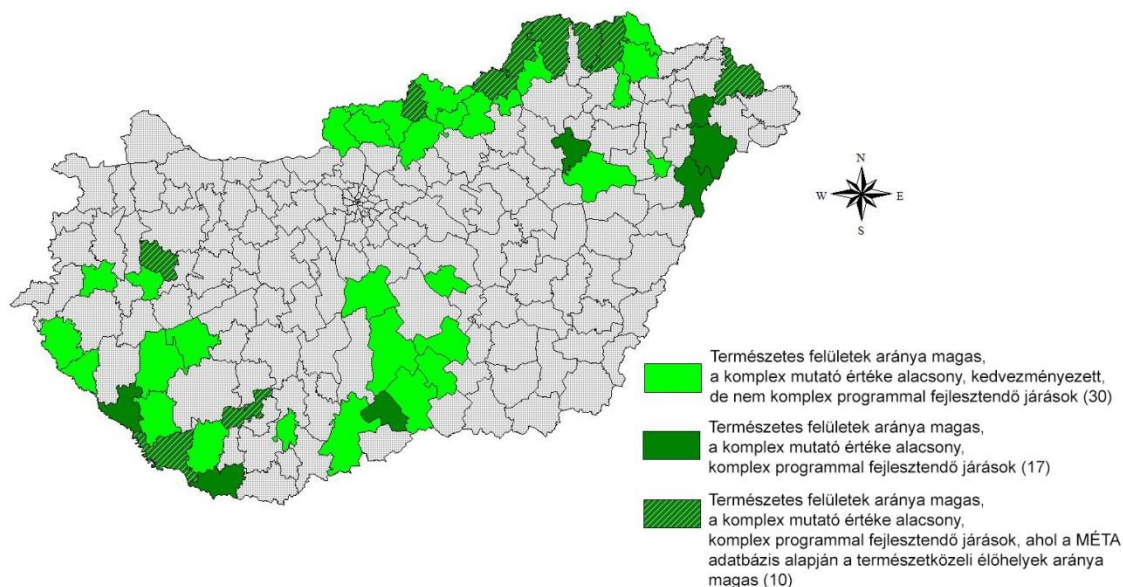 N
W E
S
Természetes felületek aránya magas,
a komplex mutató értéke alacsony, kedvezményezett,
de nem komplex programmal fejlesztendő járások (30)
Természetes felületek aránya magas,
a komplex mutató értéke alacsony,
komplex programmal fejlesztendő járások (17)
Természetes felületek aránya magas,
a komplex mutató értéke alacsony,
komplex programmal fejlesztendő járások, ahol a MÉTA
adatbázis alapján a természetközeli élőhelyek aránya
magas (10)